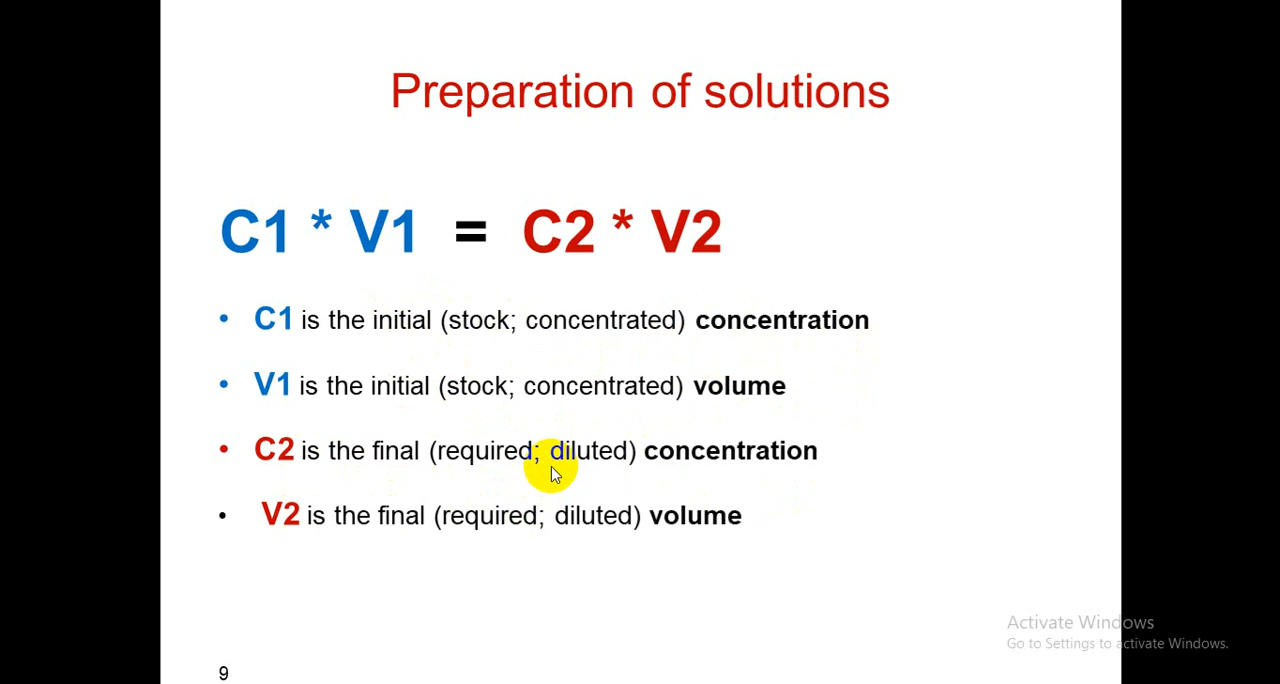 Preparation of solutions
C1 * V1 = C2 * V2
• C1 is the initial (stock; concentrated) concentration
• V1 is the initial (stock; concentrated) volume
• C2 is the final (required; diluted) concentration
• V2 is the final (required; diluted) volume
Activate Windows
Go to Settings to activate Windows.
9